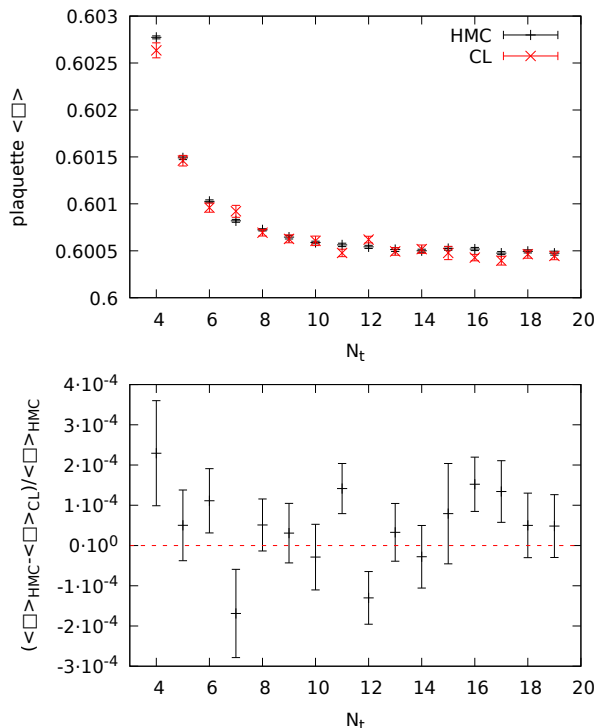 0.603
0.6025
0.602
0.6015
0.601
0.6005
0.6
plaquette <□>
HMC
CL
4 6 8 10 12 14 16 18 20
N_t
4·10⁻⁴
3·10⁻⁴
2·10⁻⁴
1·10⁻⁴
0·10⁰
-1·10⁻⁴
-2·10⁻⁴
-3·10⁻⁴
(<□>_HMC-<□>_CL)/<□>_HMC
4 6 8 10 12 14 16 18 20
N_t